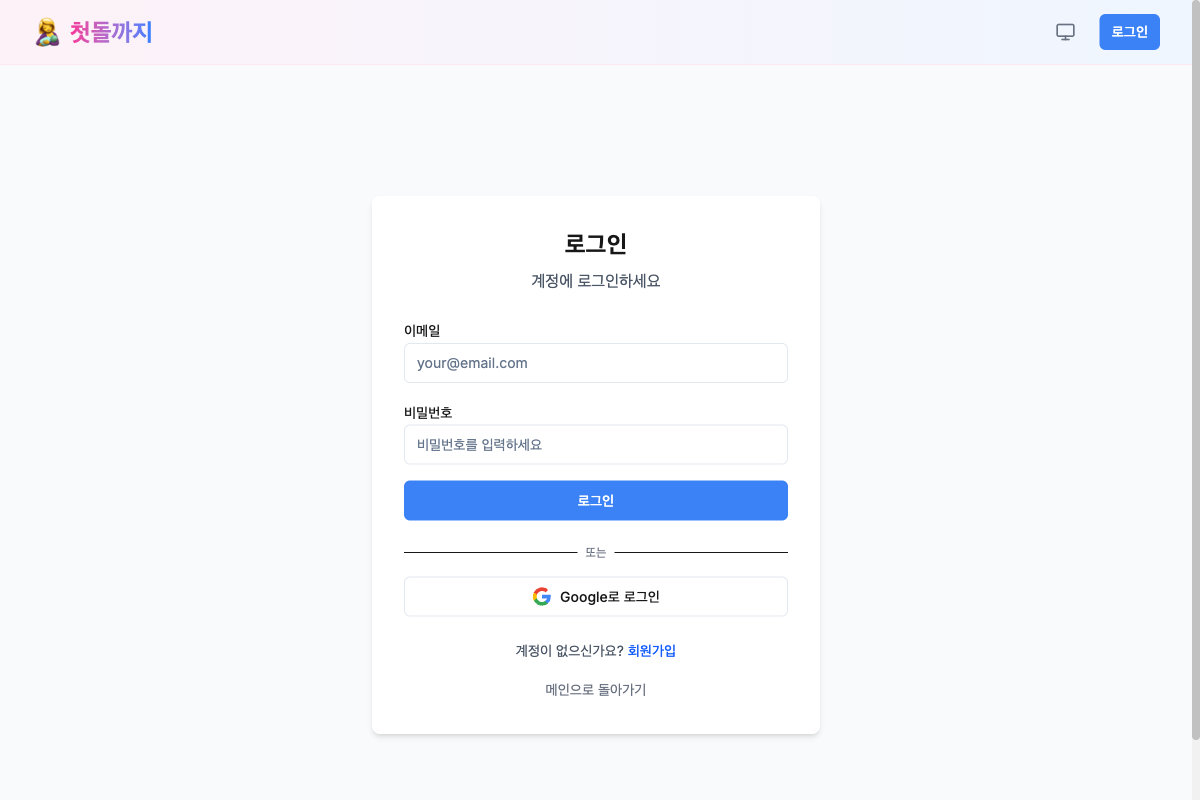 첫돌까지
로그인
로그인
계정에 로그인하세요
이메일
your@email.com
비밀번호
비밀번호를 입력하세요
로그인
또는
Google로 로그인
계정이 없으신가요? 회원가입
메인으로 돌아가기